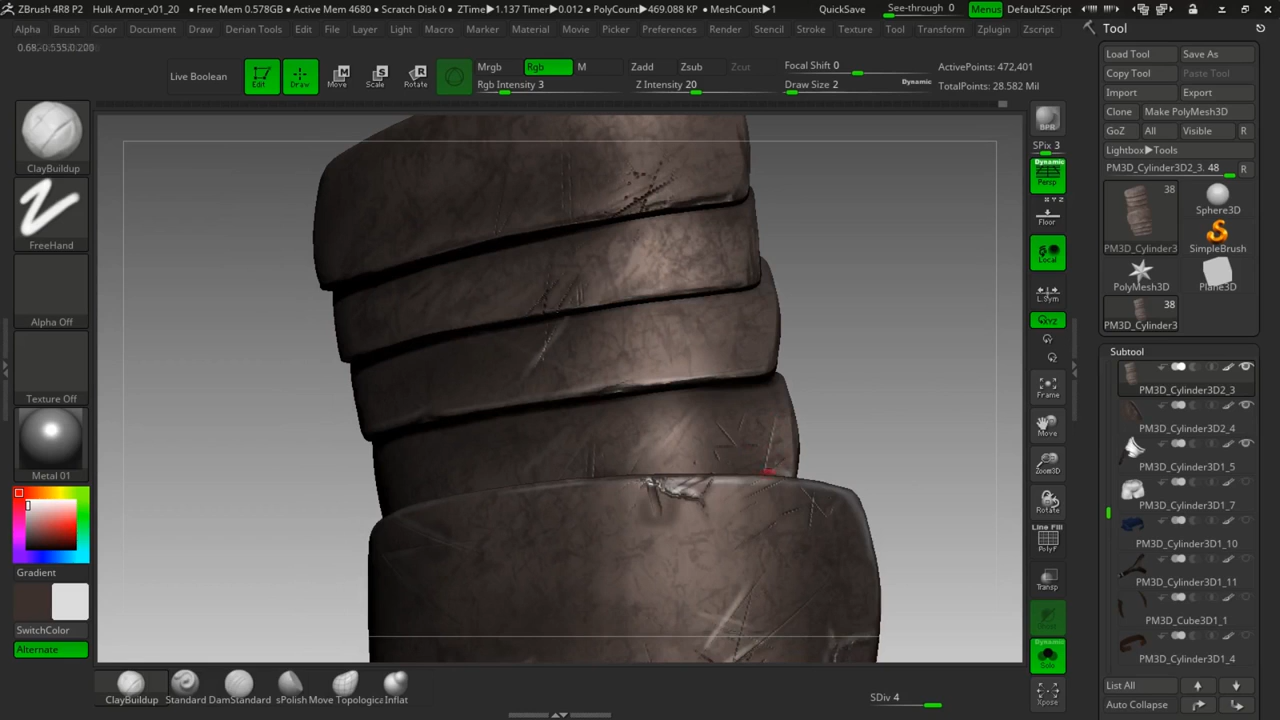 ZBrush 4R8 P2 Hulk Armor_v01_20 • Free Mem 0.578GB • Active Mem 4680 • Scratch Disk 0 • ZTime▶1.137 Timer▶0.012 • PolyCount▶469.088 KP • MeshCount▶1 QuickSave See-through 0 Menus DefaultZScript
Alpha Brush Color Document Draw Derian Tools Edit File Layer Light Macro Marker Material Movie Picker Preferences Render Stencil Stroke Texture Tool Transform Zplugin Zscript
Live Boolean
Edit Draw Move Scale Rotate
Mrgb Rgb M
Rgb Intensity 3
Zadd Zsub Zcut
Z Intensity 20
Focal Shift 0
Draw Size 2 Dynamic
ActivePoints: 472,401
TotalPoints: 28.582 Mil
ClayBuildup
FreeHand
Alpha Off
Texture Off
Metal 01
Gradient
SwitchColor
Alternate
ClayBuildup Standard DamStandard sPolish Move Topologica Inflat
SDiv 4
BPR
SPix 3
Dynamic
Persp
Floor
Local
L.Sym
XYZ
Frame
Move
Zoom3D
Rotate
Line Fill
PolyF
Transp
Dynamic
Solo
Xpose
Tool
Load Tool Save As
Copy Tool Paste Tool
Import Export
Clone Make PolyMesh3D
GoZ All Visible R
Lightbox▶Tools
PM3D_Cylinder3D2_3. 48 R
38
PM3D_Cylinder3
Sphere3D
SimpleBrush
PolyMesh3D Plane3D
38
PM3D_Cylinder3
Subtool
PM3D_Cylinder3D2_3
PM3D_Cylinder3D2_4
PM3D_Cylinder3D1_5
PM3D_Cylinder3D1_7
PM3D_Cylinder3D1_10
PM3D_Cylinder3D1_11
PM3D_Cube3D1_1
PM3D_Cylinder3D1_4
List All
Auto Collapse